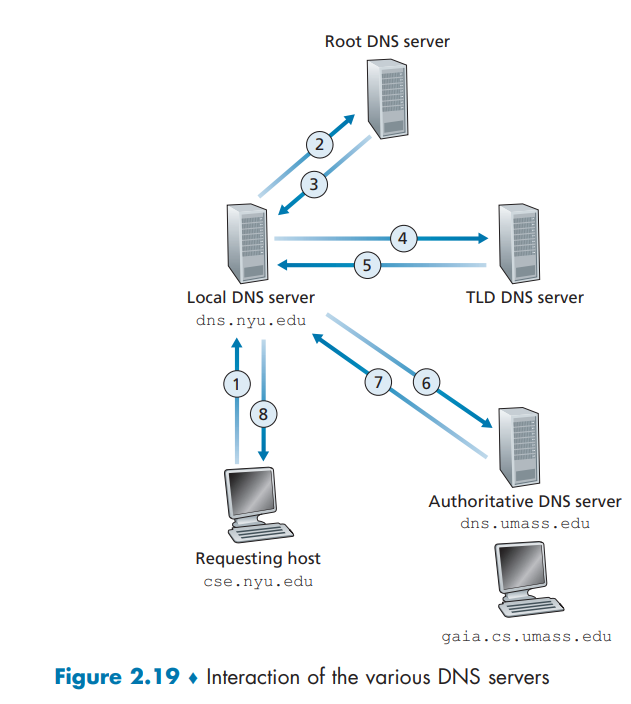 Root DNS server
2
3
4
5
Local DNS server
dns.nyu.edu
TLD DNS server
1
8
7
6
Authoritative DNS server
dns.umass.edu
Requesting host
cse.nyu.edu
gaia.cs.umass.edu
Figure 2.19 ♦ Interaction of the various DNS servers